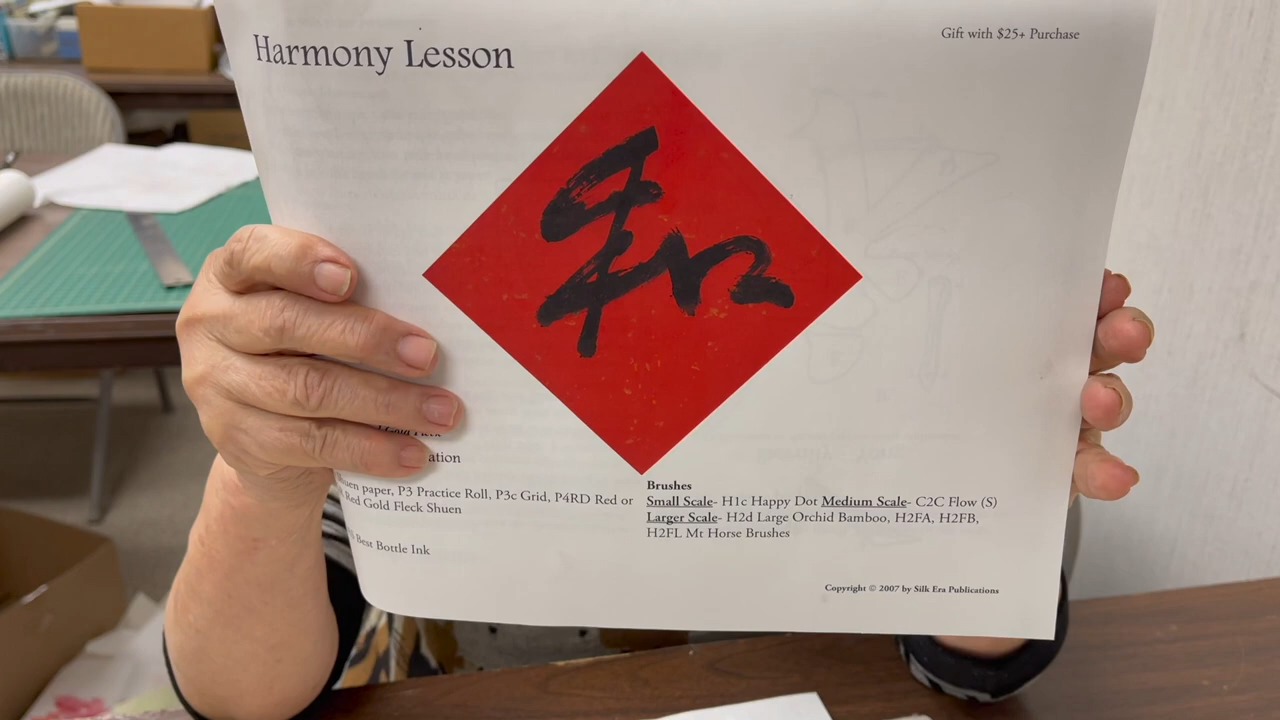 Harmony Lesson
Gift with $25+ Purchase
和
Gold Fleck
ation
Shuen paper, P3 Practice Roll, P3c Grid, P4RD Red or
Red Gold Fleck Shuen
Best Bottle Ink
Brushes
Small Scale- H1c Happy Dot Medium Scale- C2C Flow (S)
Larger Scale- H2d Large Orchid Bamboo, H2FA, H2FB,
H2FL Mt Horse Brushes
Copyright © 2007 by Silk Era Publications